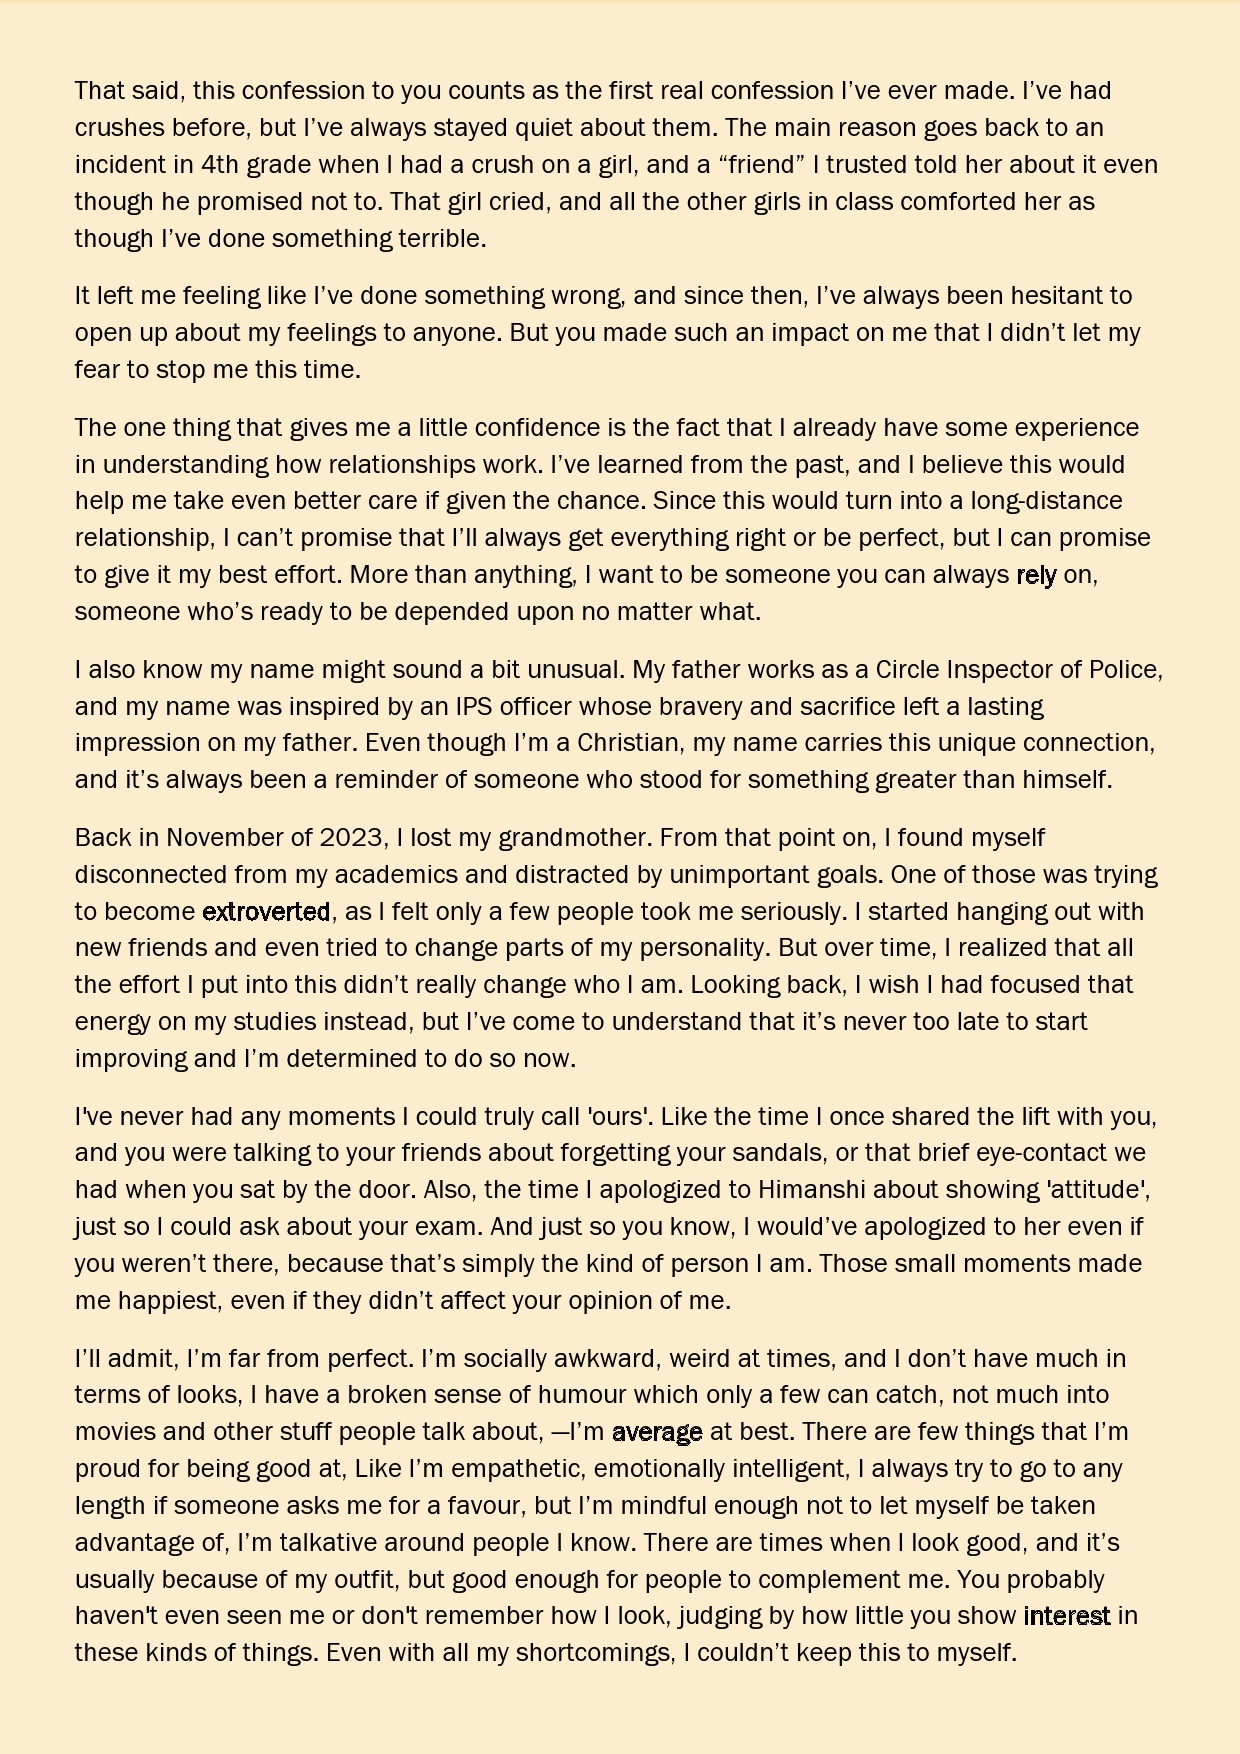 That said, this confession to you counts as the first real confession I’ve ever made. I’ve had
crushes before, but I’ve always stayed quiet about them. The main reason goes back to an
incident in 4th grade when I had a crush on a girl, and a “friend” I trusted told her about it even
though he promised not to. That girl cried, and all the other girls in class comforted her as
though I’ve done something terrible.
It left me feeling like I’ve done something wrong, and since then, I’ve always been hesitant to
open up about my feelings to anyone. But you made such an impact on me that I didn’t let my
fear to stop me this time.
The one thing that gives me a little confidence is the fact that I already have some experience
in understanding how relationships work. I’ve learned from the past, and I believe this would
help me take even better care if given the chance. Since this would turn into a long-distance
relationship, I can’t promise that I’ll always get everything right or be perfect, but I can promise
to give it my best effort. More than anything, I want to be someone you can always rely on,
someone who’s ready to be depended upon no matter what.
I also know my name might sound a bit unusual. My father works as a Circle Inspector of Police,
and my name was inspired by an IPS officer whose bravery and sacrifice left a lasting
impression on my father. Even though I’m a Christian, my name carries this unique connection,
and it’s always been a reminder of someone who stood for something greater than himself.
Back in November of 2023, I lost my grandmother. From that point on, I found myself
disconnected from my academics and distracted by unimportant goals. One of those was trying
to become extroverted, as I felt only a few people took me seriously. I started hanging out with
new friends and even tried to change parts of my personality. But over time, I realized that all
the effort I put into this didn’t really change who I am. Looking back, I wish I had focused that
energy on my studies instead, but I’ve come to understand that it’s never too late to start
improving and I’m determined to do so now.
I've never had any moments I could truly call 'ours'. Like the time I once shared the lift with you,
and you were talking to your friends about forgetting your sandals, or that brief eye-contact we
had when you sat by the door. Also, the time I apologized to Himanshi about showing 'attitude',
just so I could ask about your exam. And just so you know, I would’ve apologized to her even if
you weren’t there, because that’s simply the kind of person I am. Those small moments made
me happiest, even if they didn’t affect your opinion of me.
I’ll admit, I’m far from perfect. I’m socially awkward, weird at times, and I don’t have much in
terms of looks, I have a broken sense of humour which only a few can catch, not much into
movies and other stuff people talk about, —I’m average at best. There are few things that I’m
proud for being good at, Like I’m empathetic, emotionally intelligent, I always try to go to any
length if someone asks me for a favour, but I’m mindful enough not to let myself be taken
advantage of, I’m talkative around people I know. There are times when I look good, and it’s
usually because of my outfit, but good enough for people to complement me. You probably
haven't even seen me or don't remember how I look, judging by how little you show interest in
these kinds of things. Even with all my shortcomings, I couldn’t keep this to myself.